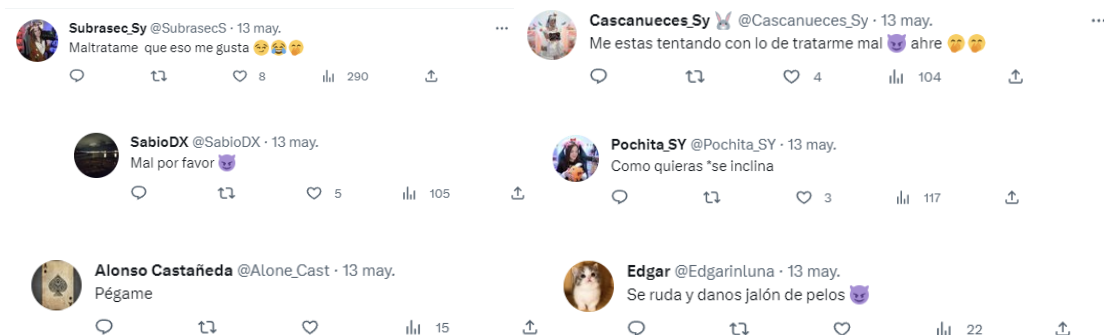 Subrasec_Sy @SubrasecS · 13 may.
Maltratame que eso me gusta 😏😂🤭
8 290
Cascanueces_Sy 🐰 @Cascanueces_Sy · 13 may.
Me estas tentando con lo de tratarme mal 😈 ahre 🤭🤭
4 104
SabioDX @SabioDX · 13 may.
Mal por favor 😈
5 105
Pochita_SY @Pochita_SY · 13 may.
Como quieras *se inclina
3 117
Alonso Castañeda @Alone_Cast · 13 may.
Pégame
15
Edgar @Edgarinluna · 13 may.
Se ruda y danos jalón de pelos 😈
22